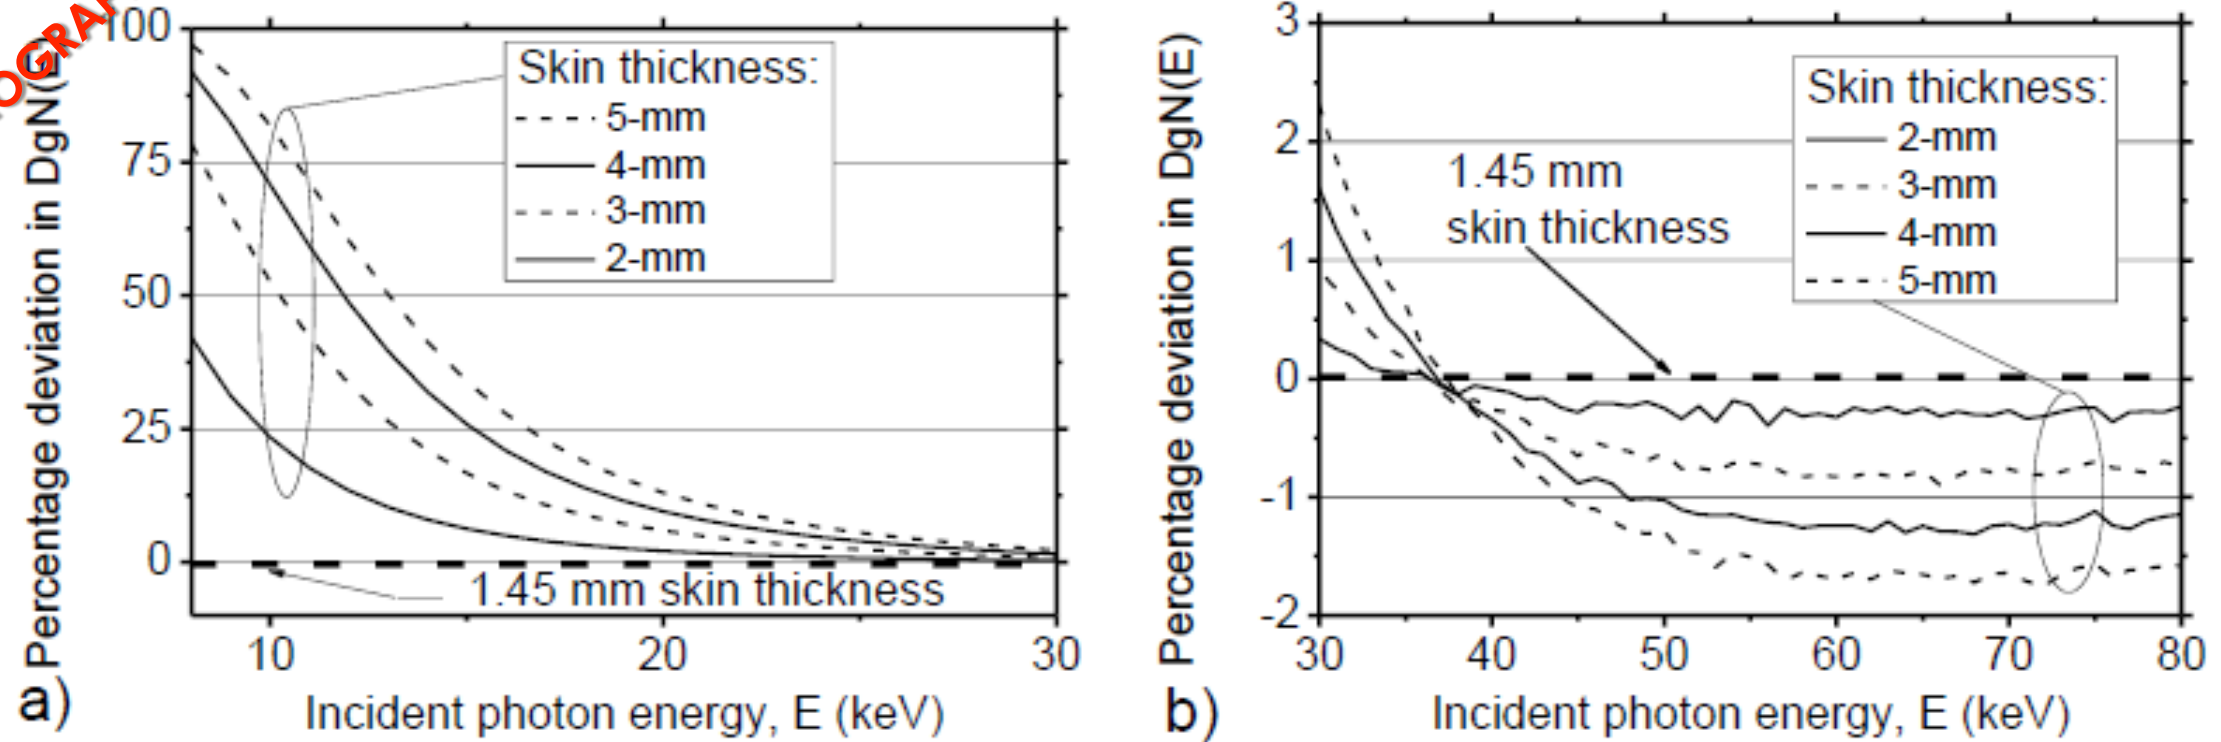 OGRA
Percentage deviation in DgN(E)
100
75
50
25
0
Skin thickness:
5-mm
4-mm
3-mm
2-mm
1.45 mm skin thickness
10 20 30
Incident photon energy, E (keV)
a)
Percentage deviation in DgN(E)
3
2
1
0
-1
-2
1.45 mm
skin thickness
Skin thickness:
2-mm
3-mm
4-mm
5-mm
30 40 50 60 70 80
Incident photon energy, E (keV)
b)